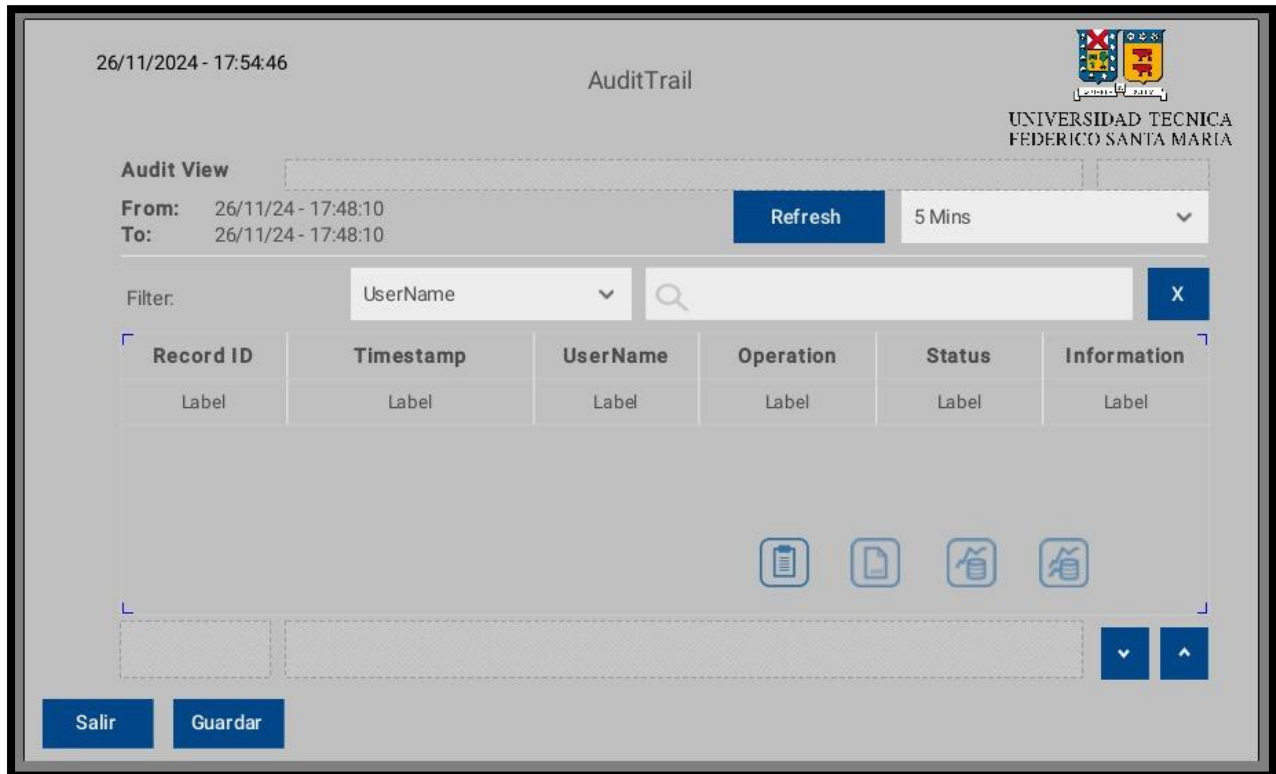 26/11/2024 - 17:54:46
AuditTrail
UNIVERSIDAD TECNICA
FEDERICO SANTA MARIA
Audit View
From: 26/11/24 - 17:48:10
To: 26/11/24 - 17:48:10
Refresh
5 Mins
Filter:
UserName
X
Record ID Timestamp UserName Operation Status Information
Label Label Label Label Label Label
Salir Guardar